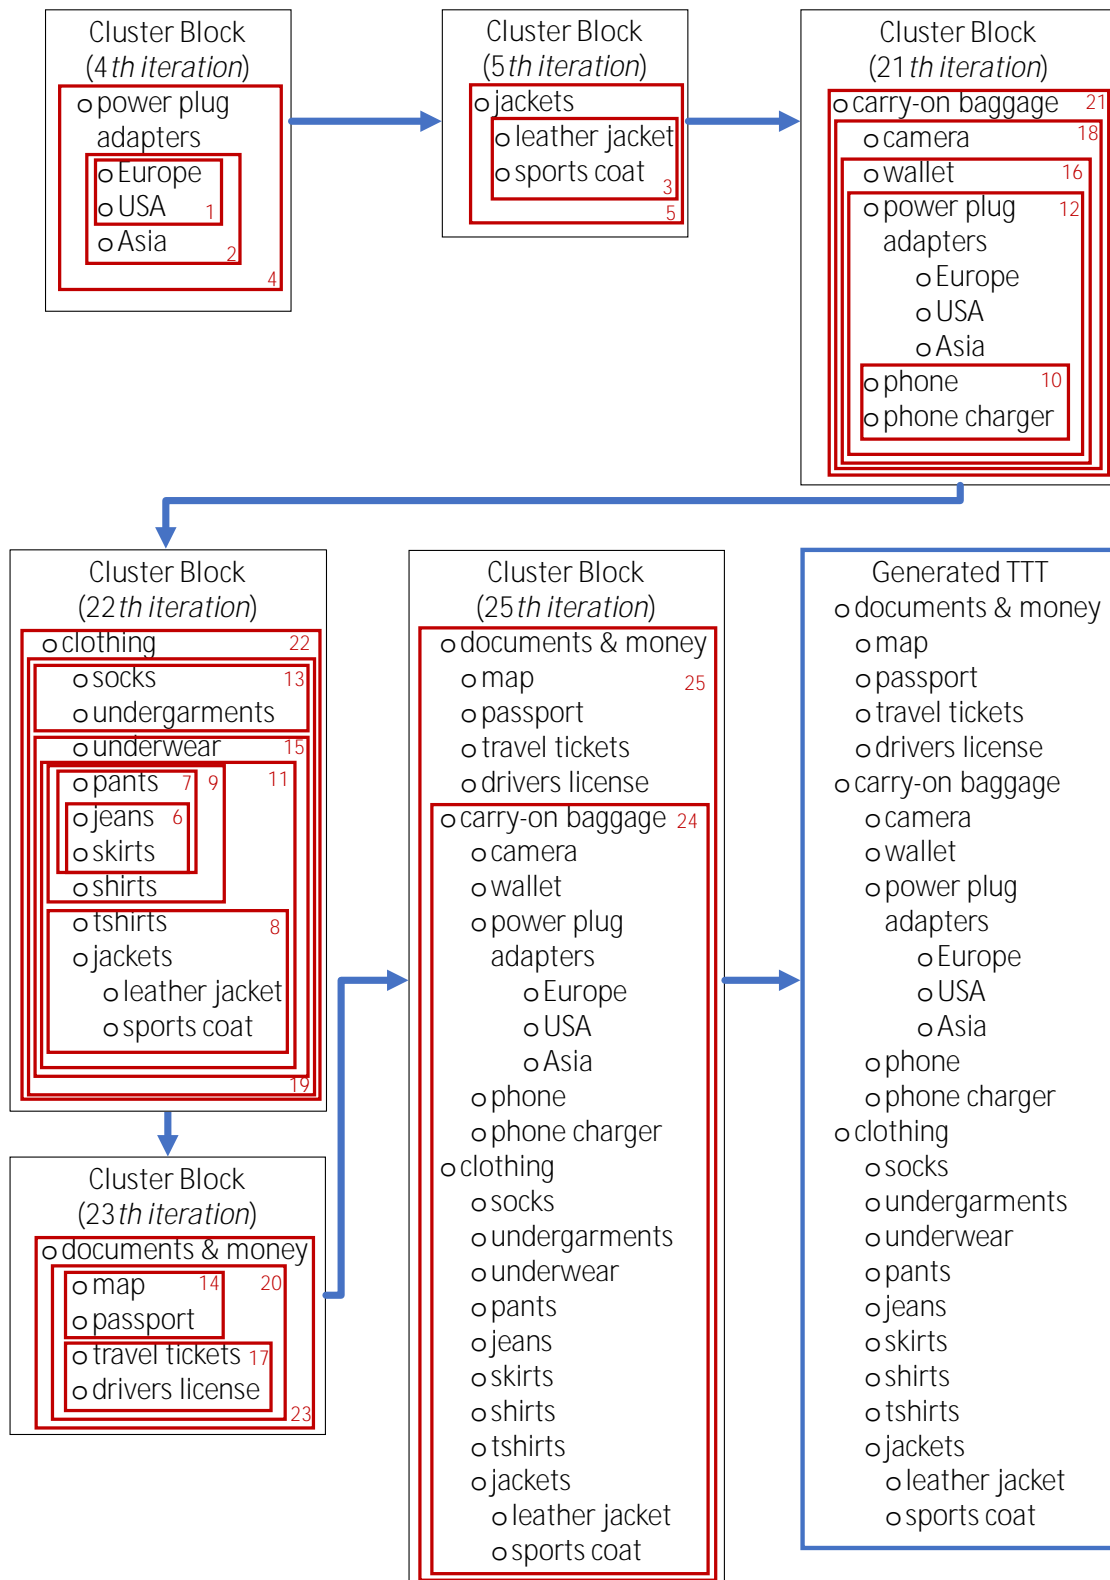 Cluster Block
(4th iteration)
power plug
adapters
Europe
USA
1
Asia
2
4
Cluster Block
(5th iteration)
jackets
leather jacket
sports coat
3
5
Cluster Block
(21th iteration)
carry-on baggage 21
camera 18
wallet 16
power plug 12
adapters
Europe
USA
Asia
phone 10
phone charger
Cluster Block
(22th iteration)
clothing 22
socks 13
undergarments
underwear 15
pants 7 9 11
jeans 6
skirts
shirts
tshirts 8
jackets
leather jacket
sports coat
19
Cluster Block
(23th iteration)
documents & money
map 14 20
passport
travel tickets 17
drivers license
23
Cluster Block
(25th iteration)
documents & money
map 25
passport
travel tickets
drivers license
carry-on baggage 24
camera
wallet
power plug
adapters
Europe
USA
Asia
phone
phone charger
clothing
socks
undergarments
underwear
pants
jeans
skirts
shirts
tshirts
jackets
leather jacket
sports coat
Generated TTT
documents & money
map
passport
travel tickets
drivers license
carry-on baggage
camera
wallet
power plug
adapters
Europe
USA
Asia
phone
phone charger
clothing
socks
undergarments
underwear
pants
jeans
skirts
shirts
tshirts
jackets
leather jacket
sports coat